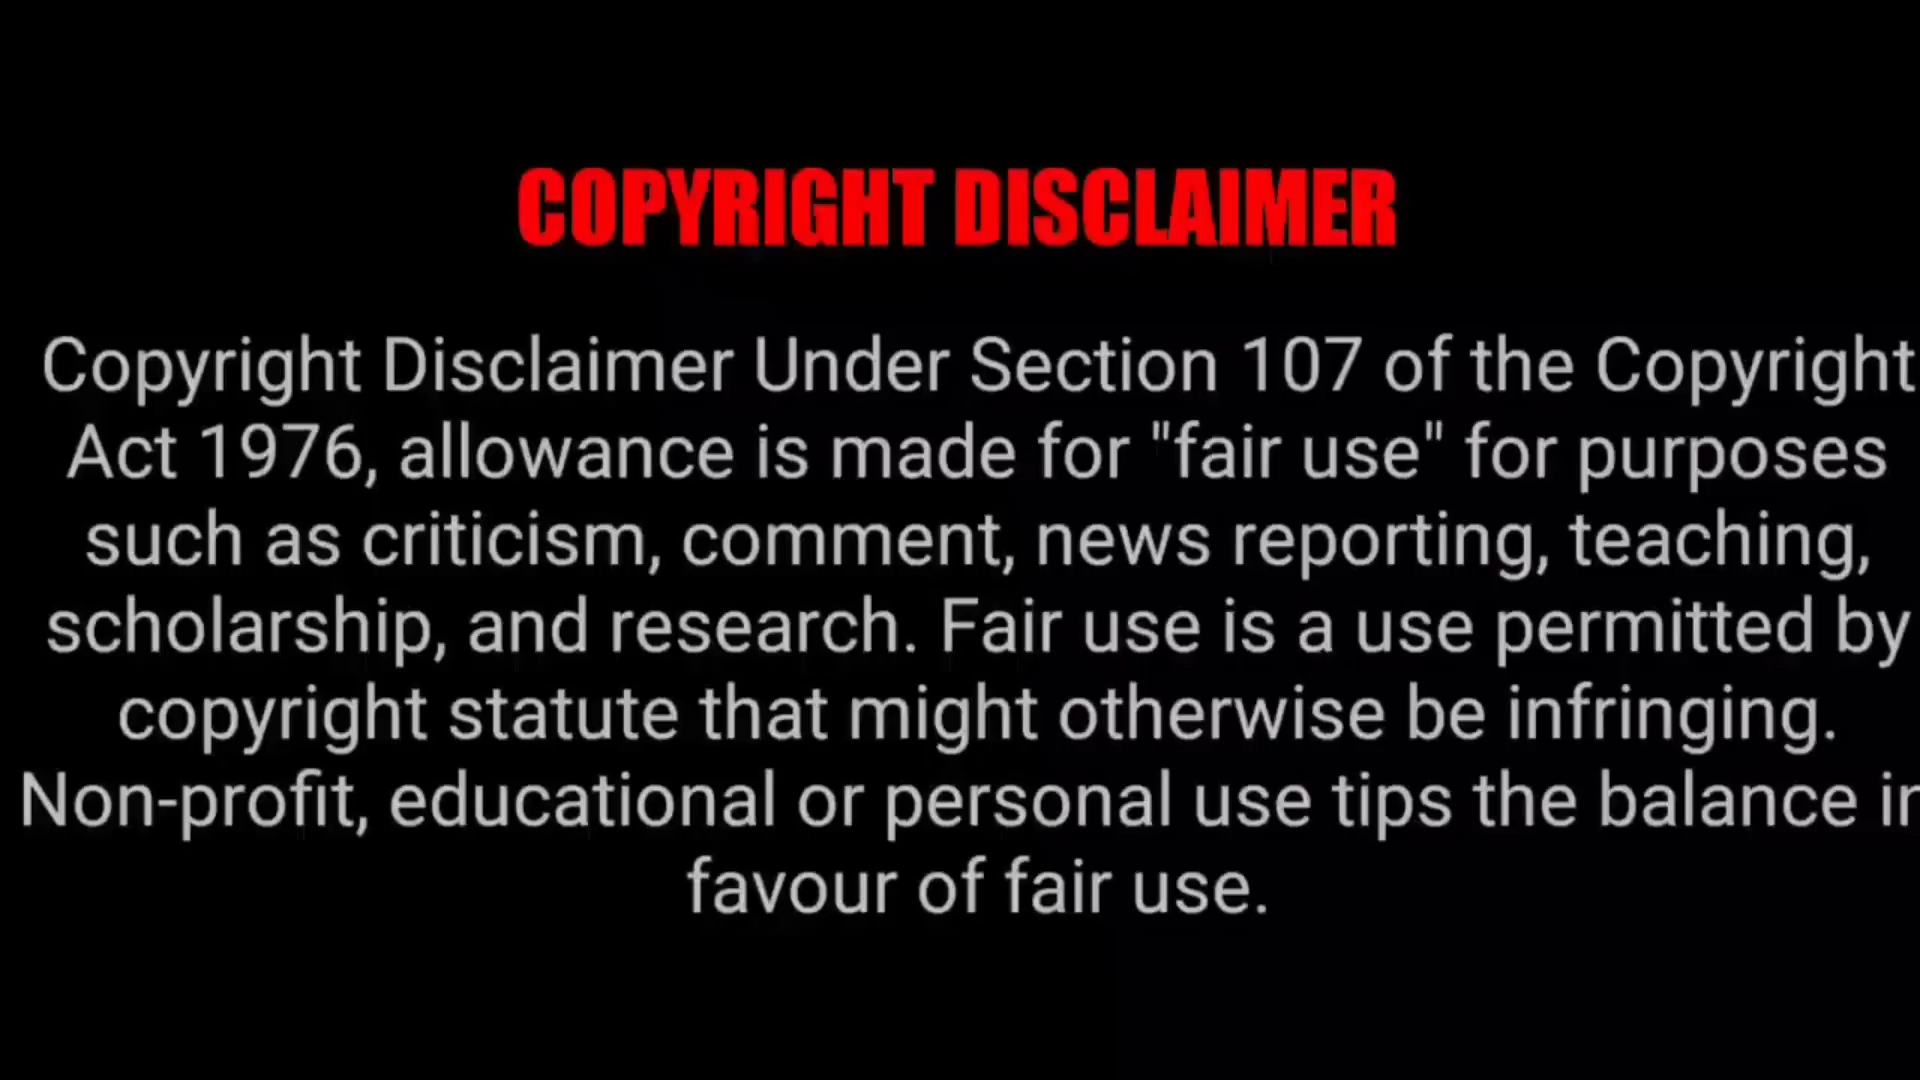 COPYRIGHT DISCLAIMER
Copyright Disclaimer Under Section 107 of the Copyright
Act 1976, allowance is made for "fair use" for purposes
such as criticism, comment, news reporting, teaching,
scholarship, and research. Fair use is a use permitted by
copyright statute that might otherwise be infringing.
Non-profit, educational or personal use tips the balance in
favour of fair use.